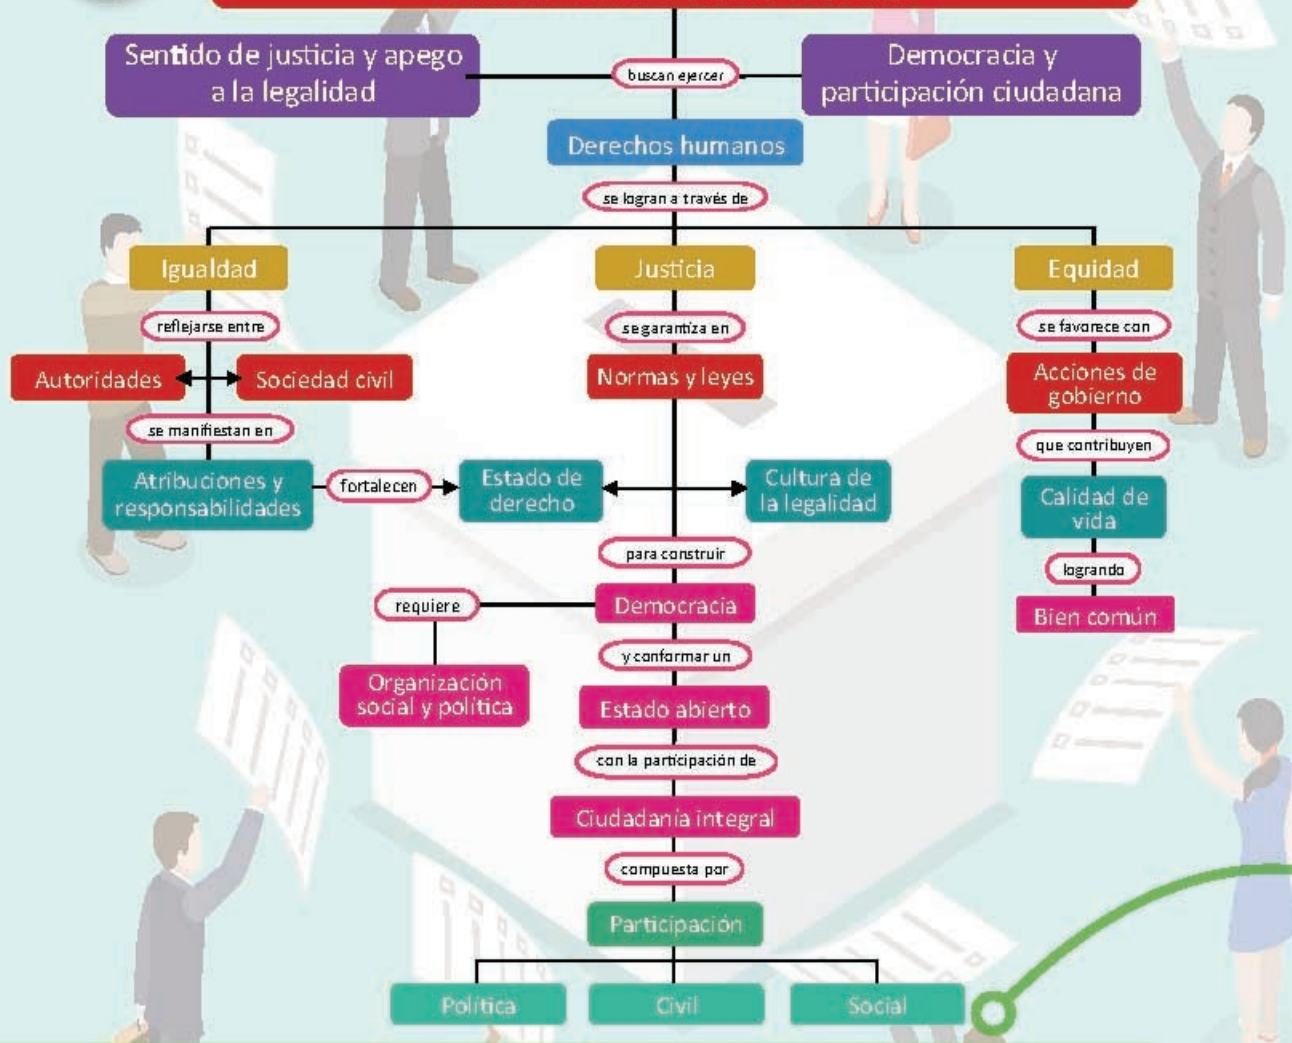 Sentido de justicia y apego
a la legalidad
buscan ejercer
Democracia y
participación ciudadana
Derechos humanos
se logran a través de
Igualdad
Justicia
Equidad
reflejarse entre
se garantiza en
se favorece con
Autoridades
Sociedad civil
Normas y leyes
Acciones de
gobierno
se manifiestan en
que contribuyen
Atribuciones y
responsabilidades
fortalecen
Estado de
derecho
Cultura de
la legalidad
Calidad de
vida
para construir
logrando
requiere
Democracia
Bien común
y conformar un
Organización
social y política
Estado abierto
con la participación de
Ciudadanía integral
compuesta por
Participación
Política
Civil
Social